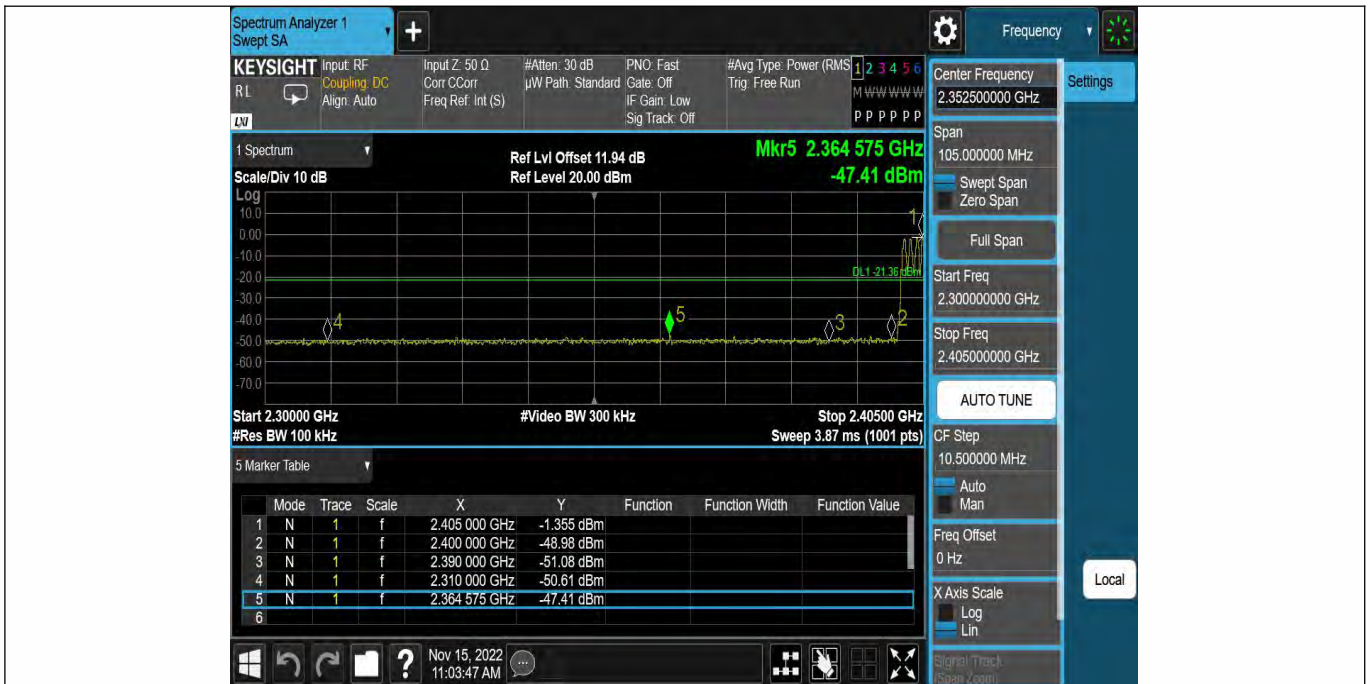 Spectrum Analyzer 1
Swept SA
+
Frequency
KEYSIGHT
RL
LXI
Input: RF
Coupling: DC
Align: Auto
Input Z: 50 Ω
Corr CCorr
Freq Ref: Int (S)
#Atten: 30 dB
µW Path: Standard
PNO: Fast
Gate: Off
IF Gain: Low
Sig Track: Off
#Avg Type: Power (RMS
Trig: Free Run
1 2 3 4 5 6
M W W W W W
P P P P P P
1 Spectrum
Scale/Div 10 dB
Ref Lvl Offset 11.94 dB
Ref Level 20.00 dBm
Mkr5 2.364 575 GHz
-47.41 dBm
Log
10.0
0.00
-10.0
-20.0
-30.0
-40.0
-50.0
-60.0
-70.0
DL1 -21.36 dBm
1
2
3
4
5
Start 2.30000 GHz
#Res BW 100 kHz
#Video BW 300 kHz
Stop 2.40500 GHz
Sweep 3.87 ms (1001 pts)
5 Marker Table
Mode Trace Scale X Y Function Function Width Function Value
1 N 1 f 2.405 000 GHz -1.355 dBm
2 N 1 f 2.400 000 GHz -48.98 dBm
3 N 1 f 2.390 000 GHz -51.08 dBm
4 N 1 f 2.310 000 GHz -50.61 dBm
5 N 1 f 2.364 575 GHz -47.41 dBm
6
?
Nov 15, 2022
11:03:47 AM
Center Frequency
2.352500000 GHz
Settings
Span
105.000000 MHz
Swept Span
Zero Span
Full Span
Start Freq
2.300000000 GHz
Stop Freq
2.405000000 GHz
AUTO TUNE
CF Step
10.500000 MHz
Auto
Man
Freq Offset
0 Hz
X Axis Scale
Log
Lin
Signal Track
(Span Zoom)
Local